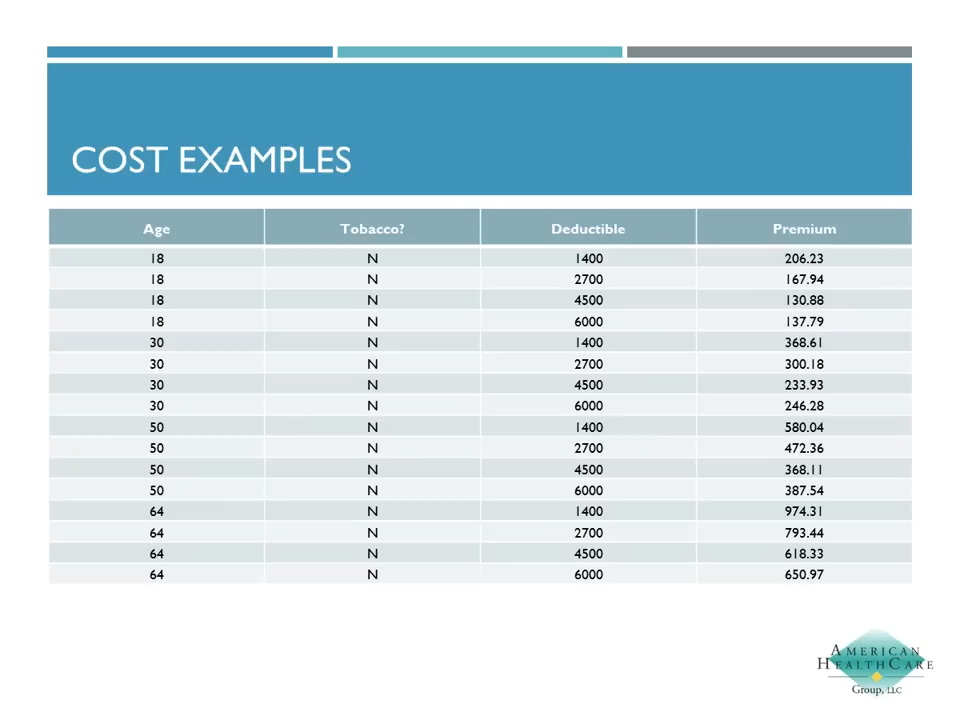 COST EXAMPLES
Age Tobacco? Deductible Premium
18 N 1400 206.23
18 N 2700 167.94
18 N 4500 130.88
18 N 6000 137.79
30 N 1400 368.61
30 N 2700 300.18
30 N 4500 233.93
30 N 6000 246.28
50 N 1400 580.04
50 N 2700 472.36
50 N 4500 368.11
50 N 6000 387.54
64 N 1400 974.31
64 N 2700 793.44
64 N 4500 618.33
64 N 6000 650.97
AMERICAN
HEALTHCARE
Group, LLC